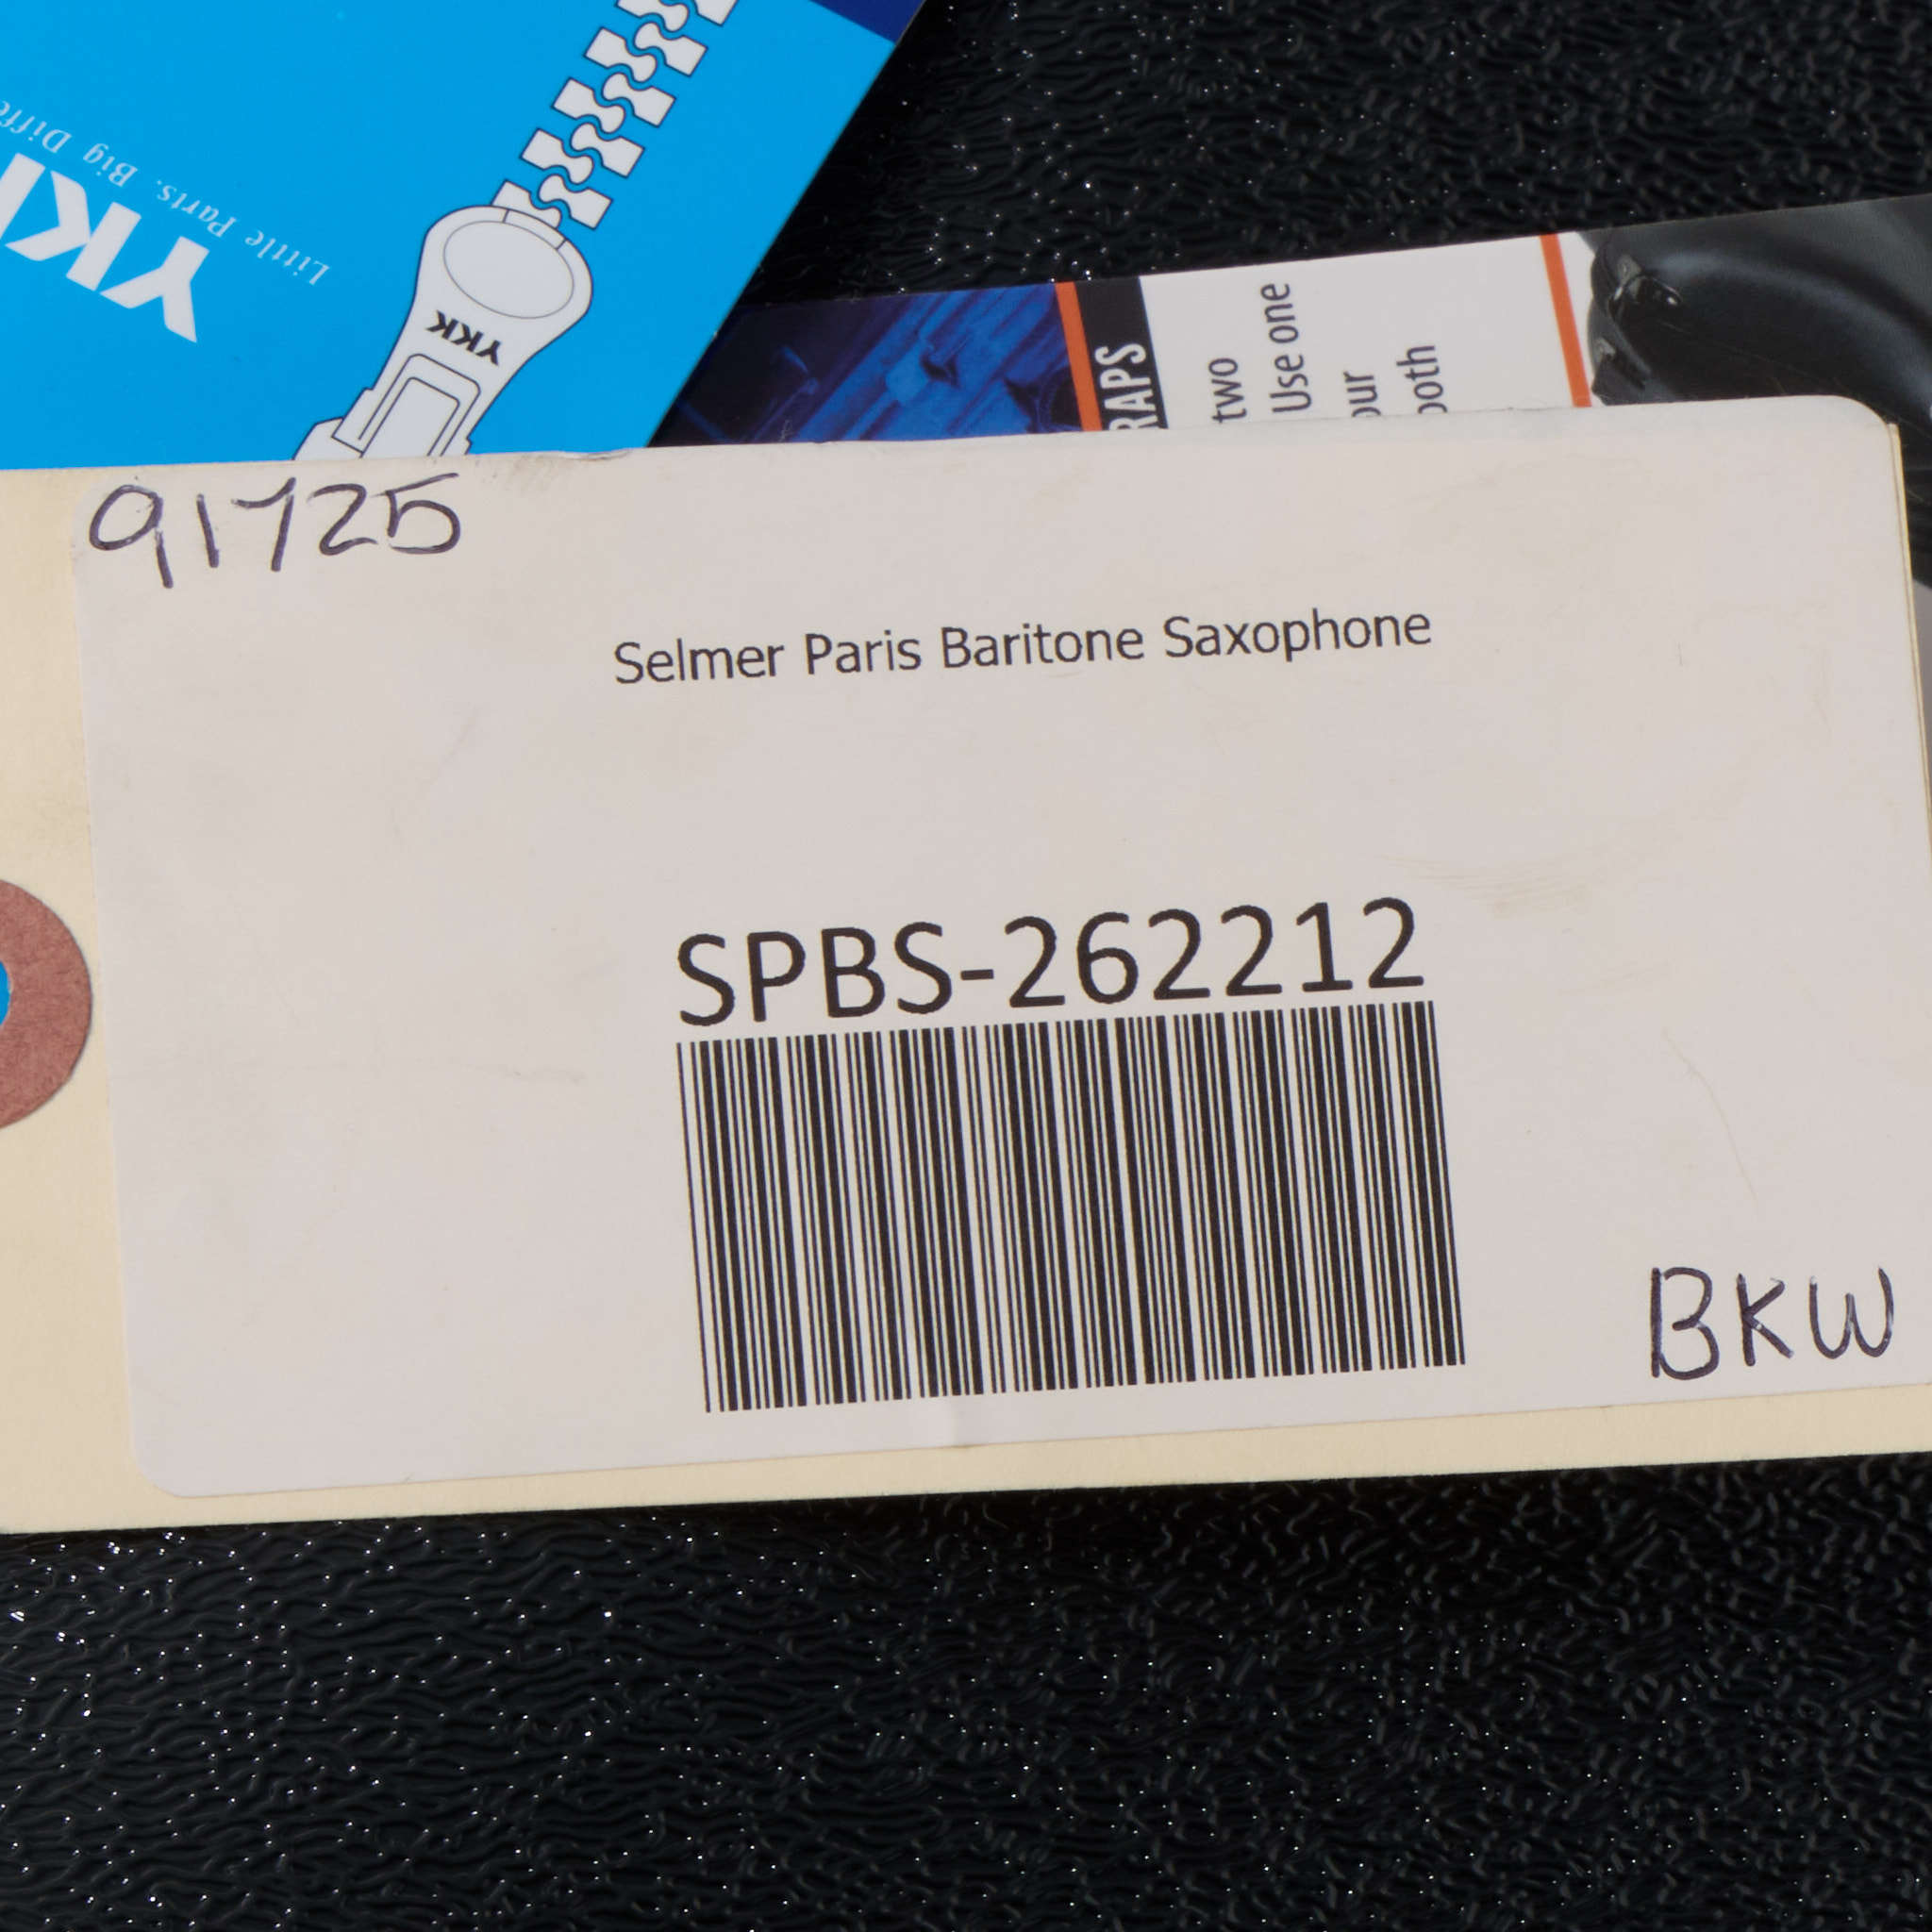 Little Parts. Big Diffe
YKK
YKK
RAPS
two
Use one
our
both
91725
Selmer Paris Baritone Saxophone
SPBS-262212
BKW